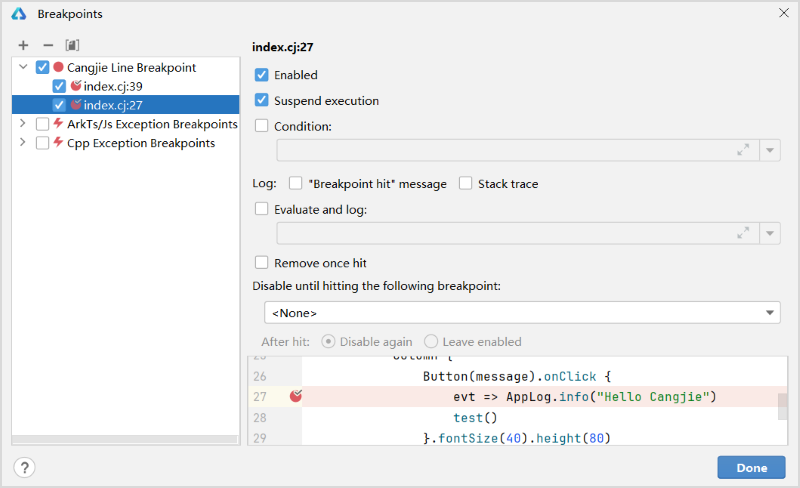 Breakpoints
Cangjie Line Breakpoint
index.cj:39
index.cj:27
ArkTs/Js Exception Breakpoints
Cpp Exception Breakpoints
index.cj:27
Enabled
Suspend execution
Condition:
Log: "Breakpoint hit" message Stack trace
Evaluate and log:
Remove once hit
Disable until hitting the following breakpoint:
<None>
After hit: Disable again Leave enabled
25 Column {
26 Button(message).onClick {
27 evt => AppLog.info("Hello Cangjie")
28 test()
29 }.fontSize(40).height(80)
? Done